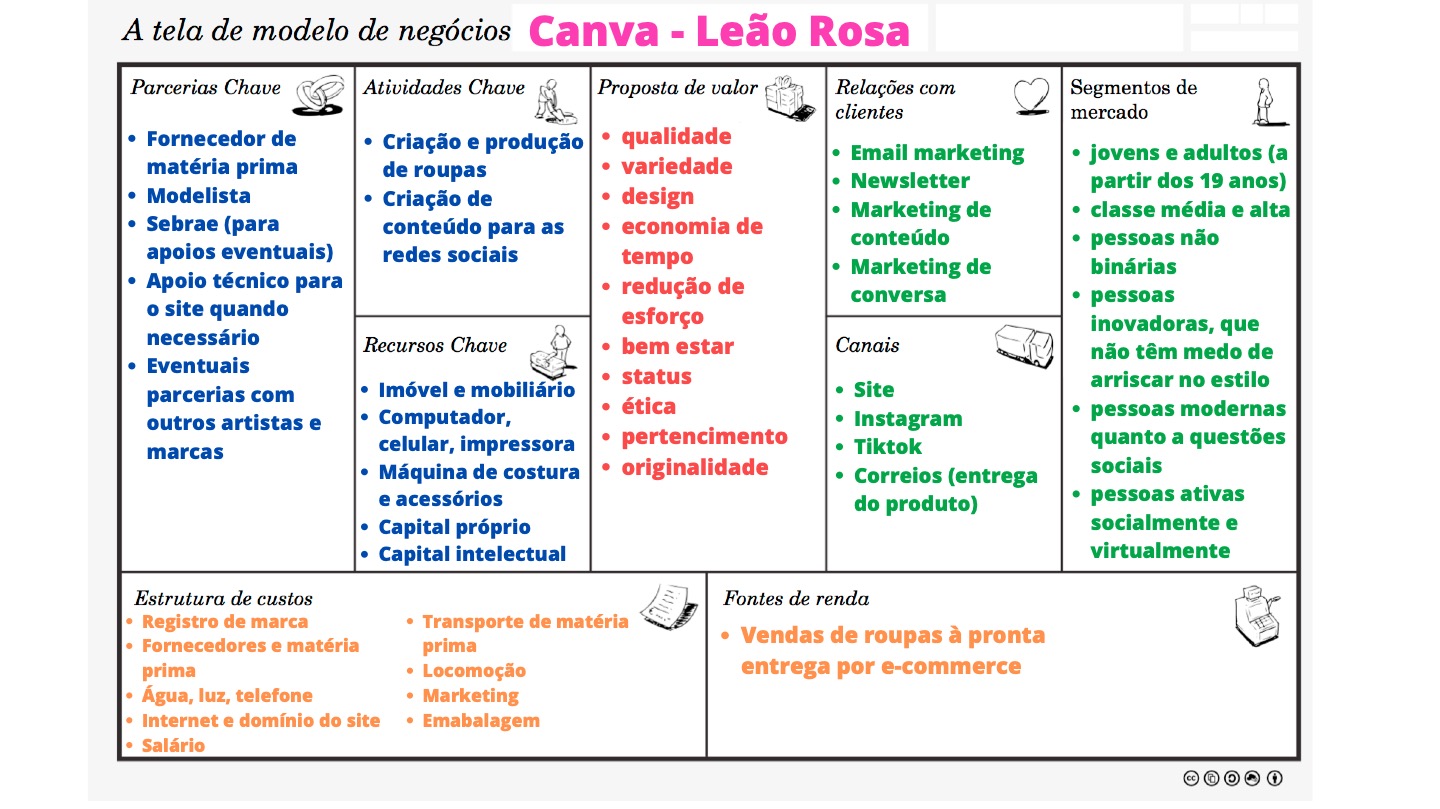 A tela de modelo de negócios Canva - Leão Rosa
Parcerias Chave
• Fornecedor de
matéria prima
• Modelista
• Sebrae (para
apoios eventuais)
• Apoio técnico para
o site quando
necessário
• Eventuais
parcerias com
outros artistas e
marcas
Atividades Chave
• Criação e produção
de roupas
• Criação de
conteúdo para as
redes sociais
Recursos Chave
• Imóvel e mobiliário
• Computador,
celular, impressora
• Máquina de costura
e acessórios
• Capital próprio
• Capital intelectual
Proposta de valor
• qualidade
• variedade
• design
• economia de
tempo
• redução de
esforço
• bem estar
• status
• ética
• pertencimento
• originalidade
Relações com
clientes
• Email marketing
• Newsletter
• Marketing de
conteúdo
• Marketing de
conversa
Canais
• Site
• Instagram
• Tiktok
• Correios (entrega
do produto)
Segmentos de
mercado
• jovens e adultos (a
partir dos 19 anos)
• classe média e alta
• pessoas não
binárias
• pessoas
inovadoras, que
não têm medo de
arriscar no estilo
• pessoas modernas
quanto a questões
sociais
• pessoas ativas
socialmente e
virtualmente
Estrutura de custos
• Registro de marca
• Fornecedores e matéria
prima
• Água, luz, telefone
• Internet e domínio do site
• Salário
• Transporte de matéria
prima
• Locomoção
• Marketing
• Emabalagem
Fontes de renda
• Vendas de roupas à pronta
entrega por e-commerce
cc